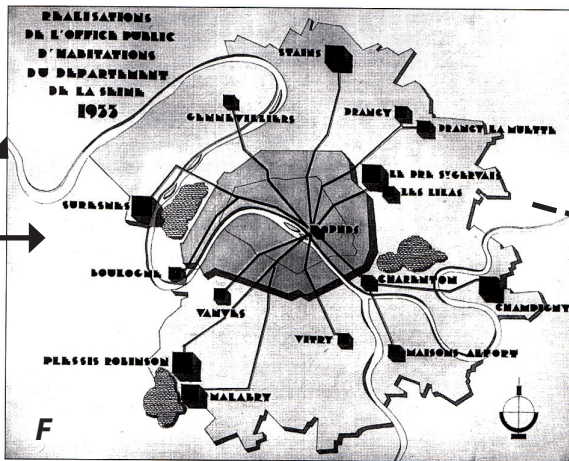 REALISATIONS
DE L'OFFICE PUBLIC
D'HABITATIONS
DU DEPARTEMENT
DE LA SEINE
1933
STAINS
GENNEVILLIERS
DRANCY
DRANCY LA MUETTE
LE PRE ST GERVAIS
LES LILAS
SURESNES
OPHDS
BOULOGNE
CHARENTON
VANVES
CHAMPIGNY
VITRY
MAISONS ALFORT
PLESSIS ROBINSON
MALABRY
F